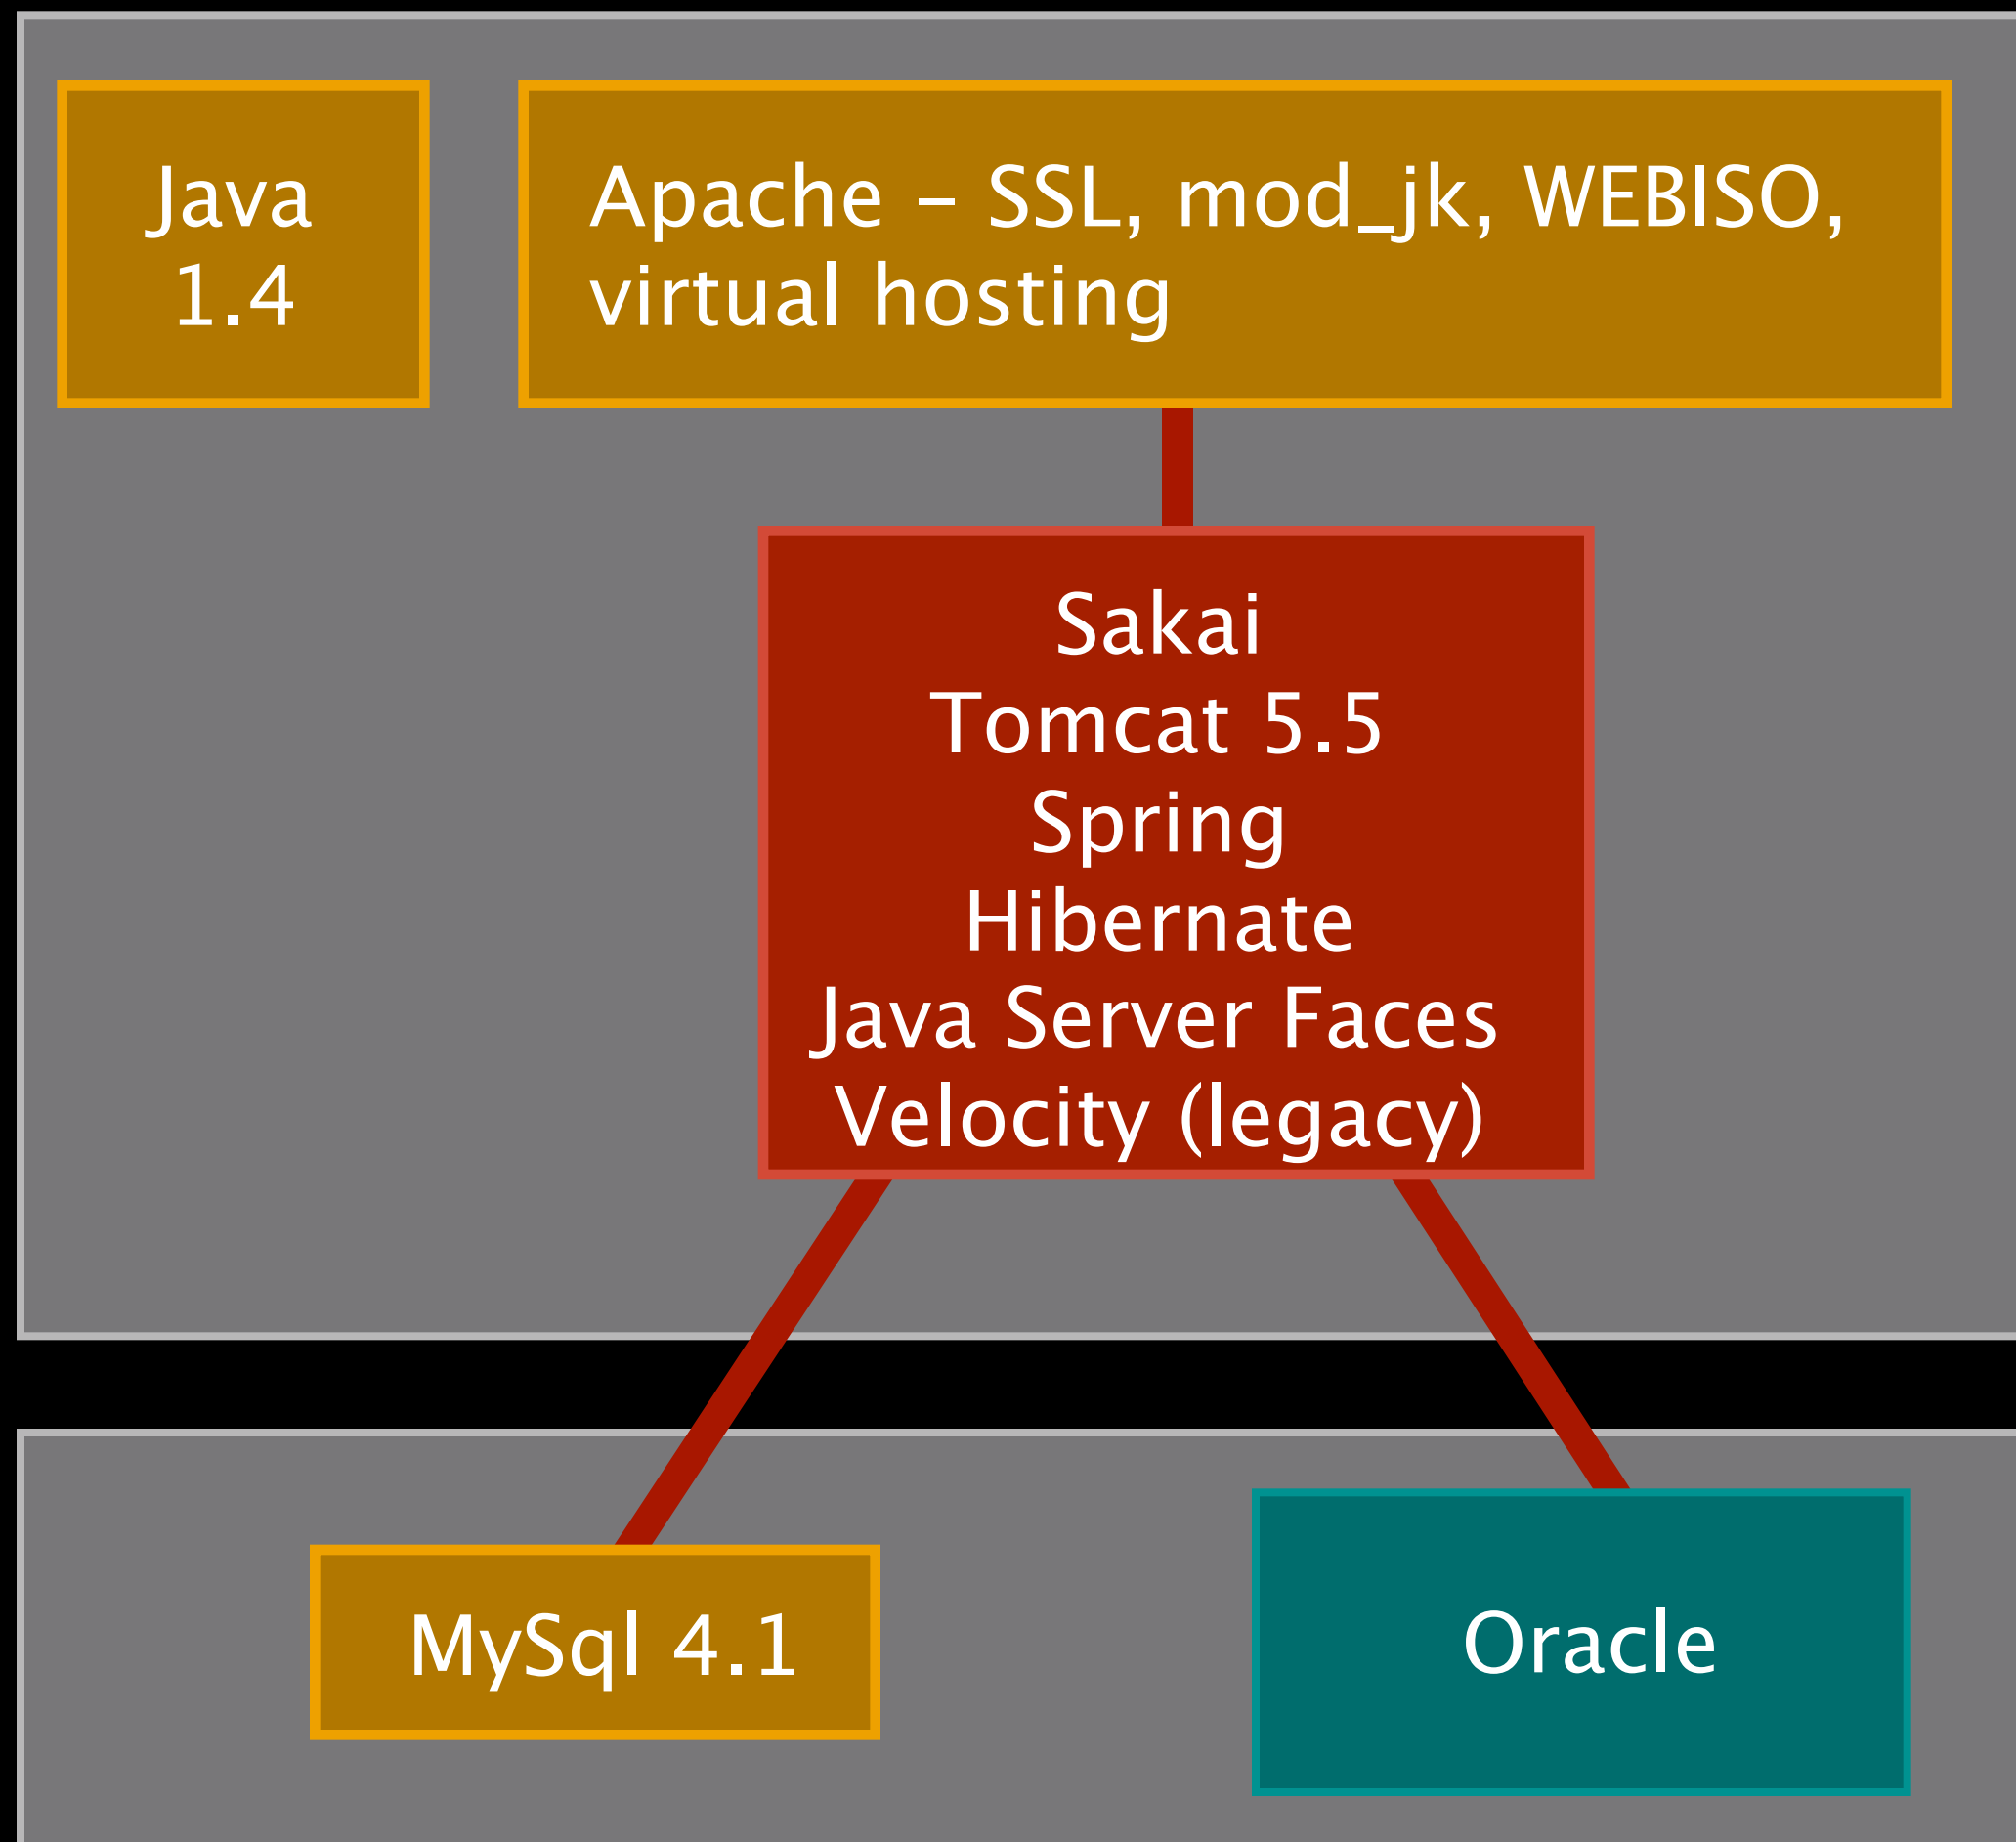 Java
1.4
Apache – SSL, mod_jk, WEBISO,
virtual hosting
Sakai
Tomcat 5.5
Spring
Hibernate
Java Server Faces
Velocity (legacy)
MySql 4.1
Oracle